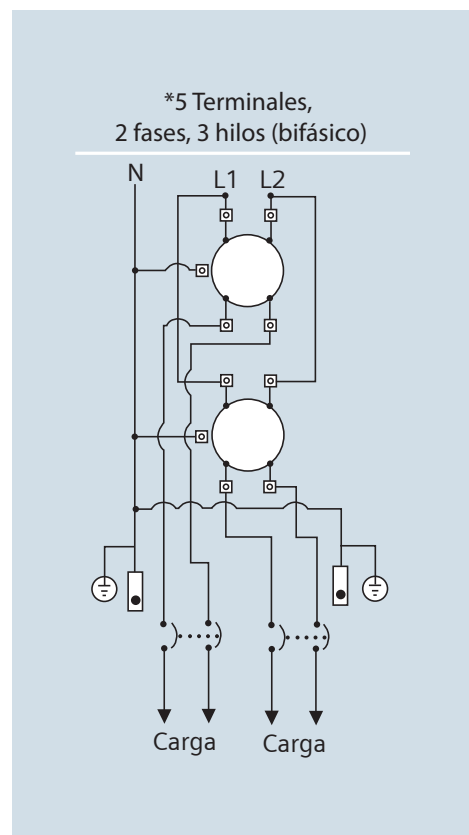 *5 Terminales,
2 fases, 3 hilos (bifásico)
N
L1 L2
Carga Carga